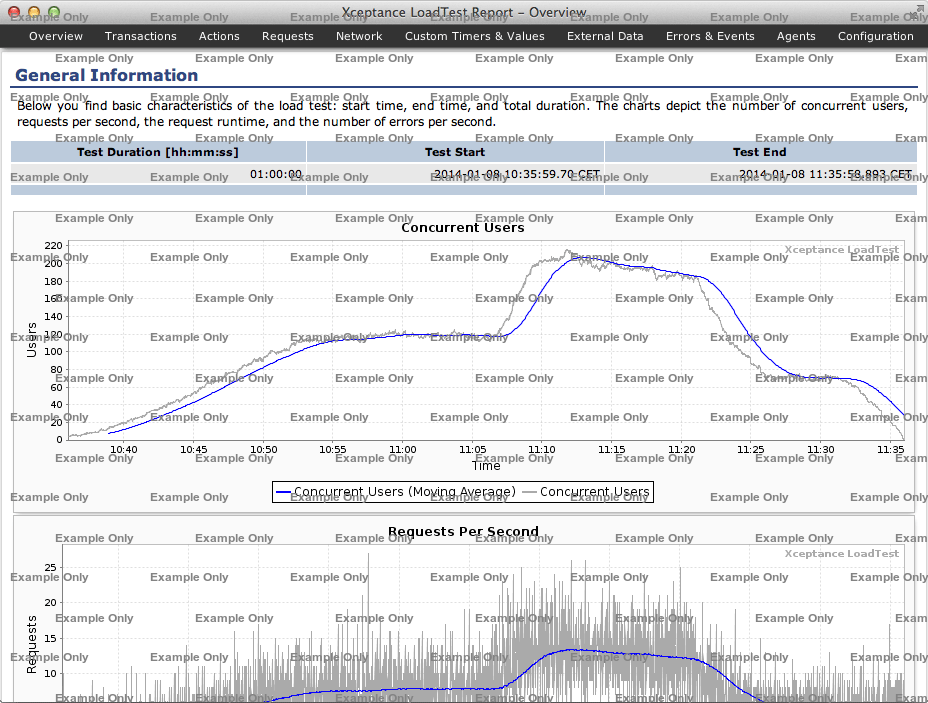 Xceptance LoadTest Report – Overview
Overview Transactions Actions Requests Network Custom Timers & Values External Data Errors & Events Agents Configuration
General Information
Below you find basic characteristics of the load test: start time, end time, and total duration. The charts depict the number of concurrent users,
requests per second, the request runtime, and the number of errors per second.
Test Duration [hh:mm:ss] Test Start Test End
01:00:00 2014-01-08 10:35:59.70 CET 2014-01-08 11:35:58.893 CET
Concurrent Users
Xceptance LoadTest
220
200
180
160
140
120
100
80
60
40
20
0
Users
10:40 10:45 10:50 10:55 11:00 11:05 11:10 11:15 11:20 11:25 11:30 11:35
Time
Concurrent Users (Moving Average) Concurrent Users
Requests Per Second
Xceptance LoadTest
25
20
15
10
Requests
Example Only